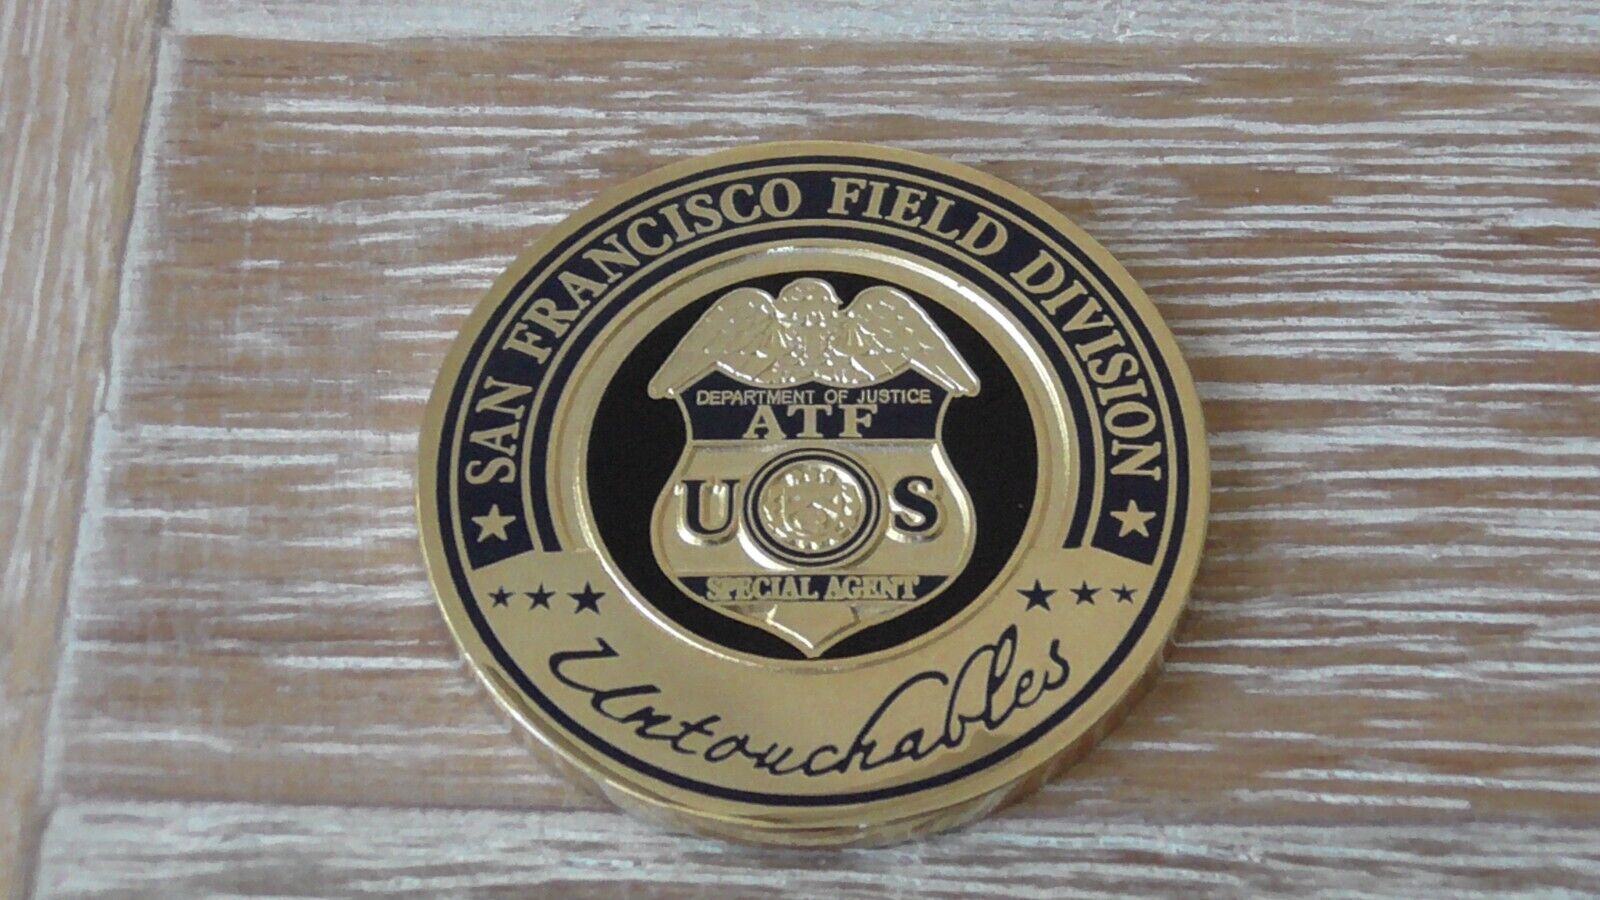 SAN FRANCISCO FIELD DIVISION
DEPARTMENT OF JUSTICE
ATF
U S
SPECIAL AGENT
Untouchables